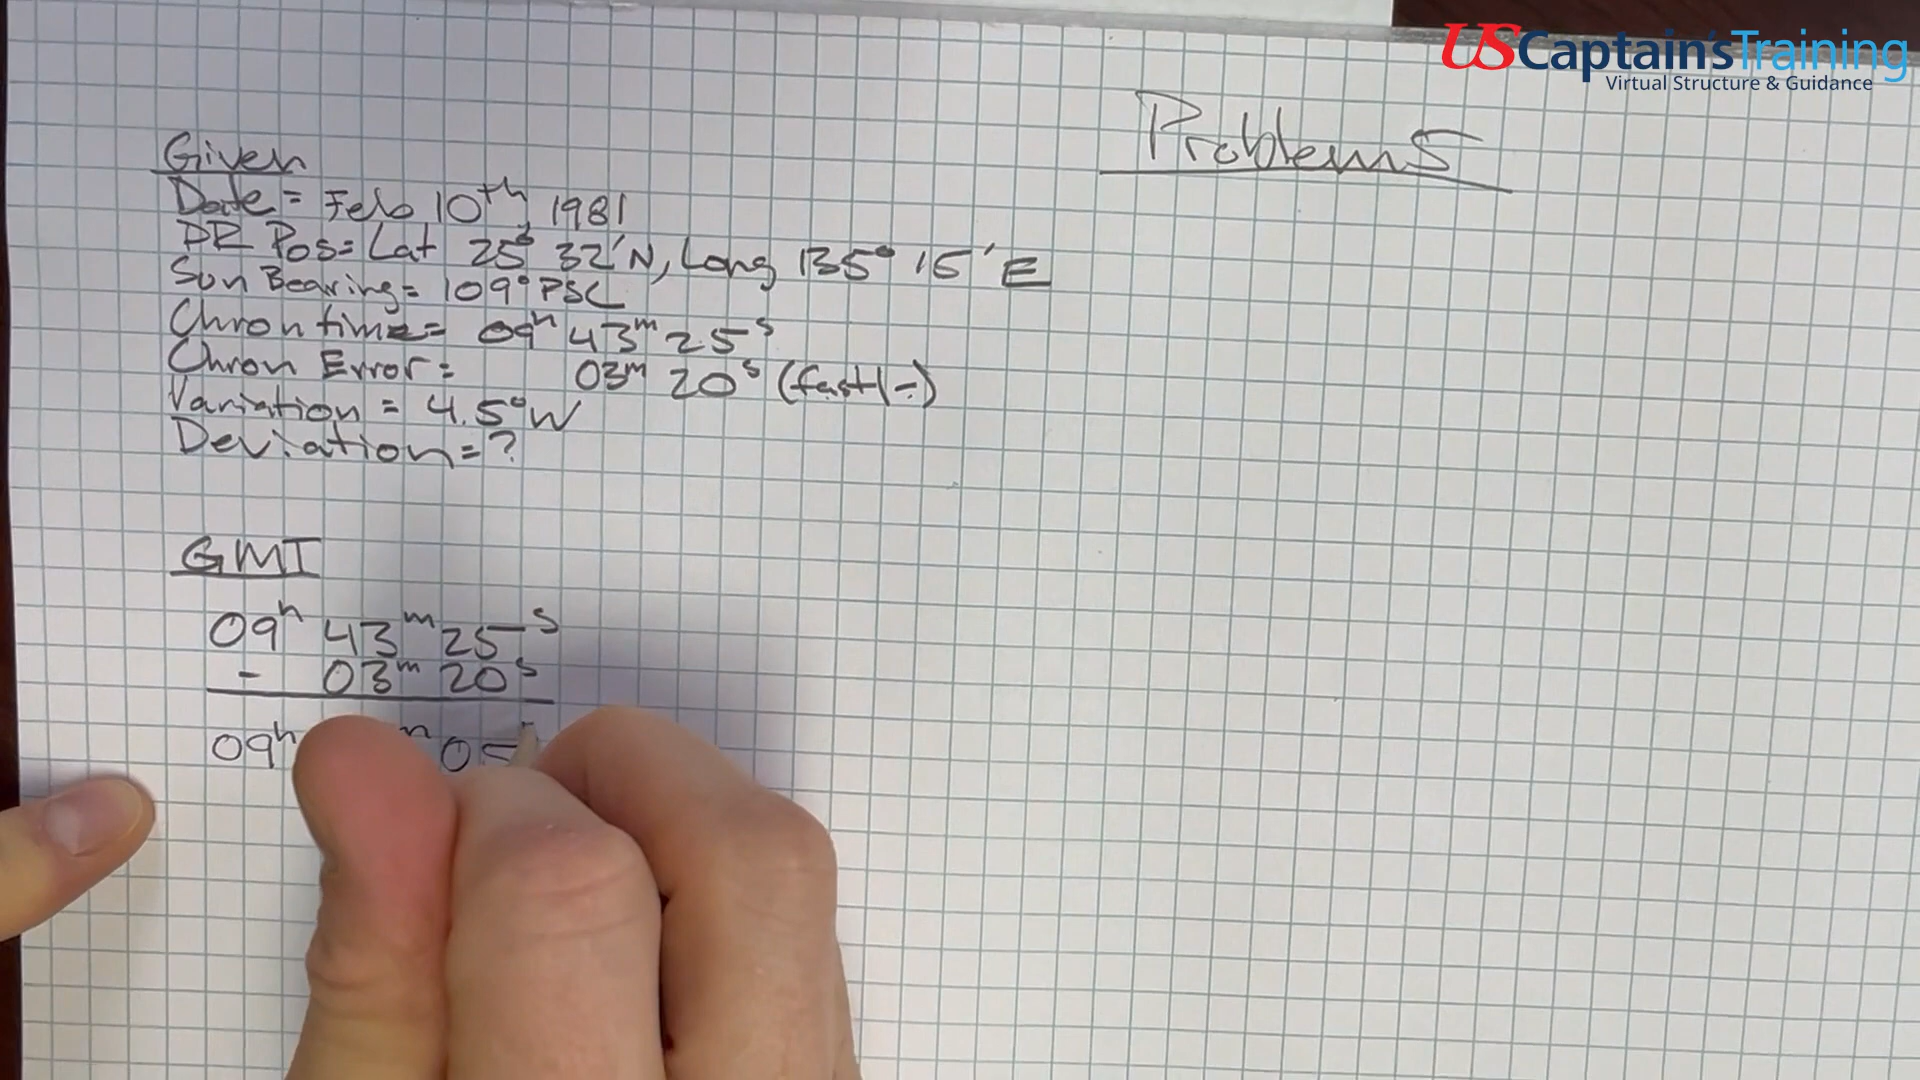 USCaptain'sTraining
Virtual Structure & Guidance
Problems
Given
Date = Feb 10th, 1981
DR Pos= Lat 25° 32'N, Long 135° 15' E
Sun Bearing= 109° PSC
Chron time= 09h 43m 25s
Chron Error= 03m 20s (fast/-)
Variation = 4.5°W
Deviation=?
GMT
09h 43m 25s
- 03m 20s
09h m 05